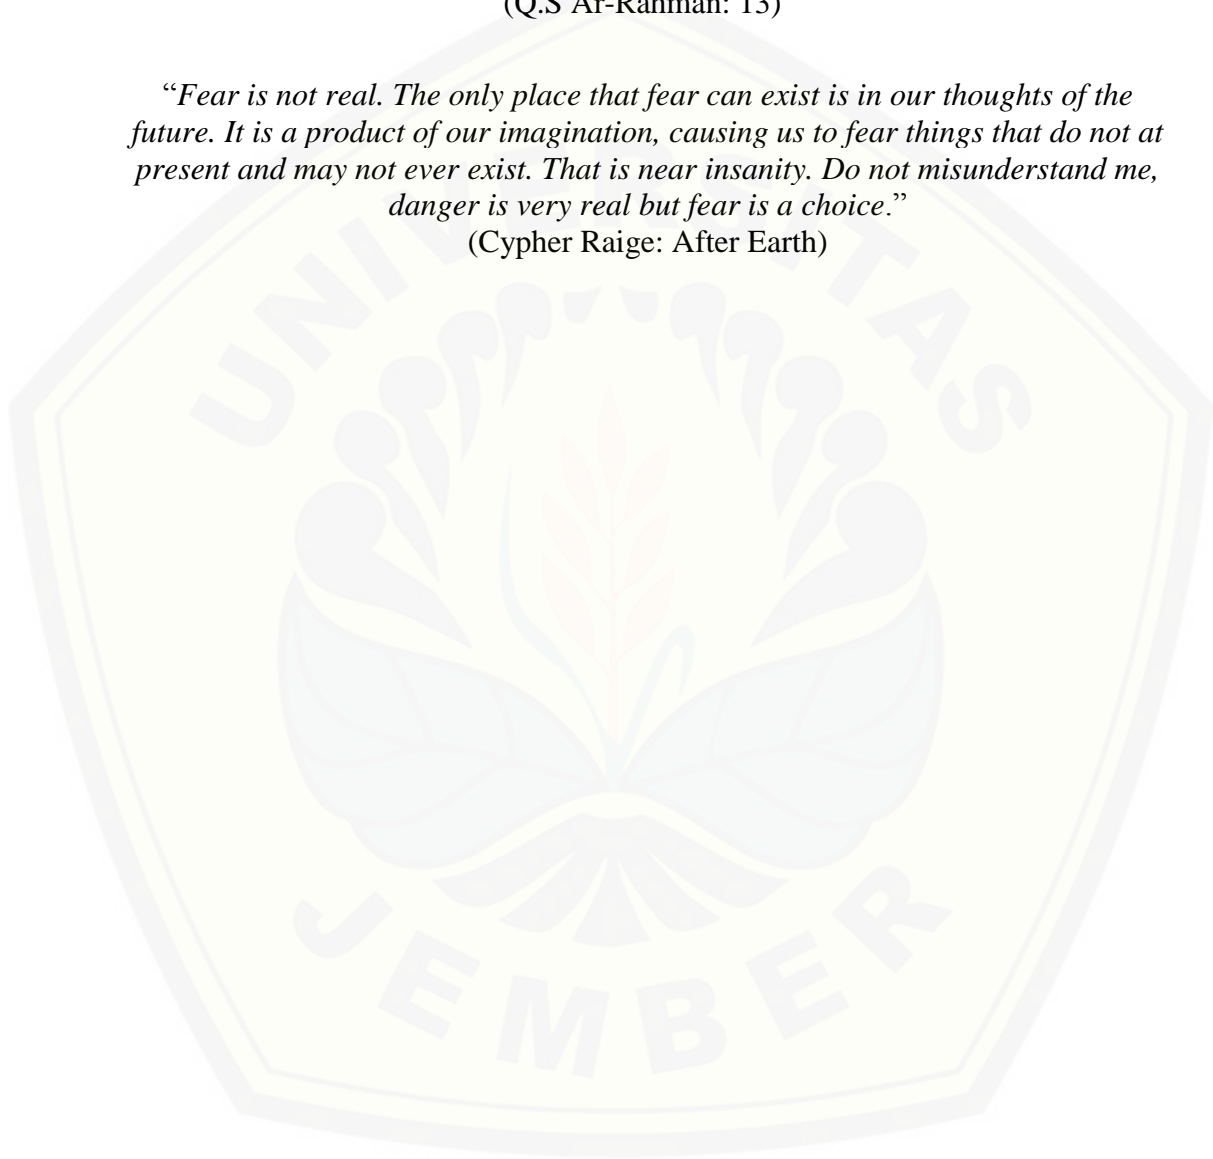 (Q.S Ar-Rahman: 13)
“Fear is not real. The only place that fear can exist is in our thoughts of the
future. It is a product of our imagination, causing us to fear things that do not at
present and may not ever exist. That is near insanity. Do not misunderstand me,
danger is very real but fear is a choice.”
(Cypher Raige: After Earth)
UNIVERSITAS
JEMBER